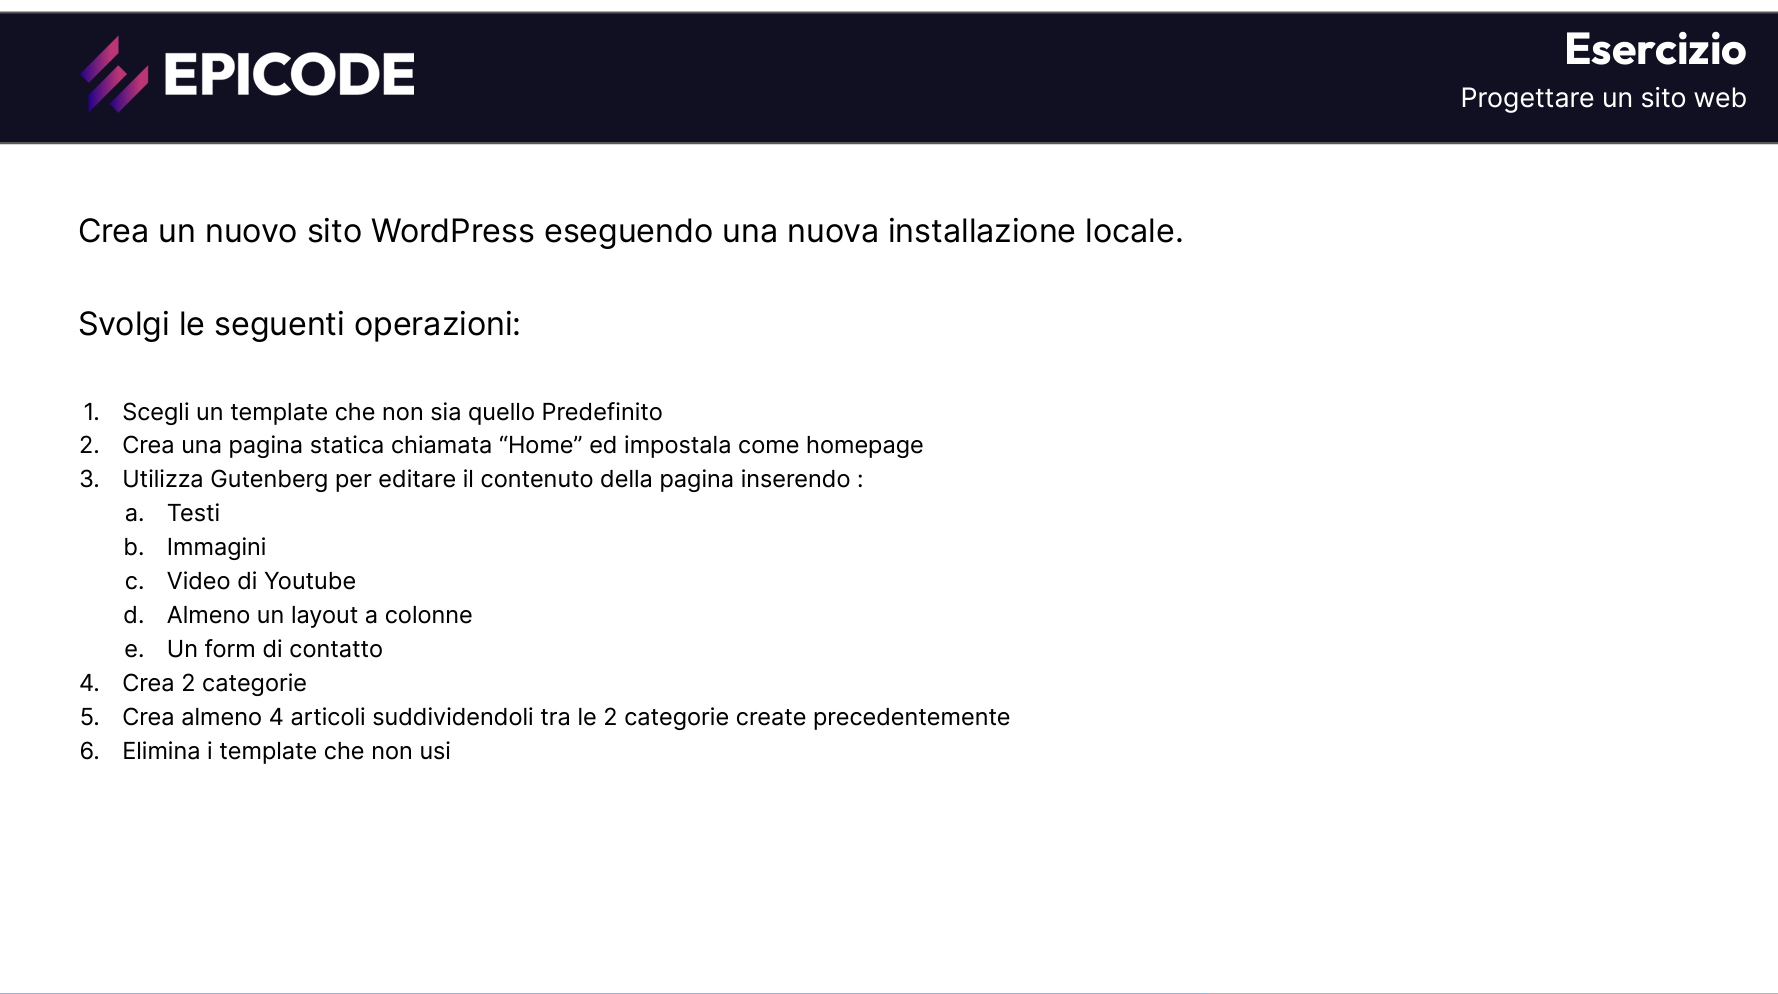 EPICODE
Esercizio
Progettare un sito web
Crea un nuovo sito WordPress eseguendo una nuova installazione locale.
Svolgi le seguenti operazioni:
1. Scegli un template che non sia quello Predefinito
2. Crea una pagina statica chiamata “Home” ed impostala come homepage
3. Utilizza Gutenberg per editare il contenuto della pagina inserendo :
a. Testi
b. Immagini
c. Video di Youtube
d. Almeno un layout a colonne
e. Un form di contatto
4. Crea 2 categorie
5. Crea almeno 4 articoli suddividendoli tra le 2 categorie create precedentemente
6. Elimina i template che non usi